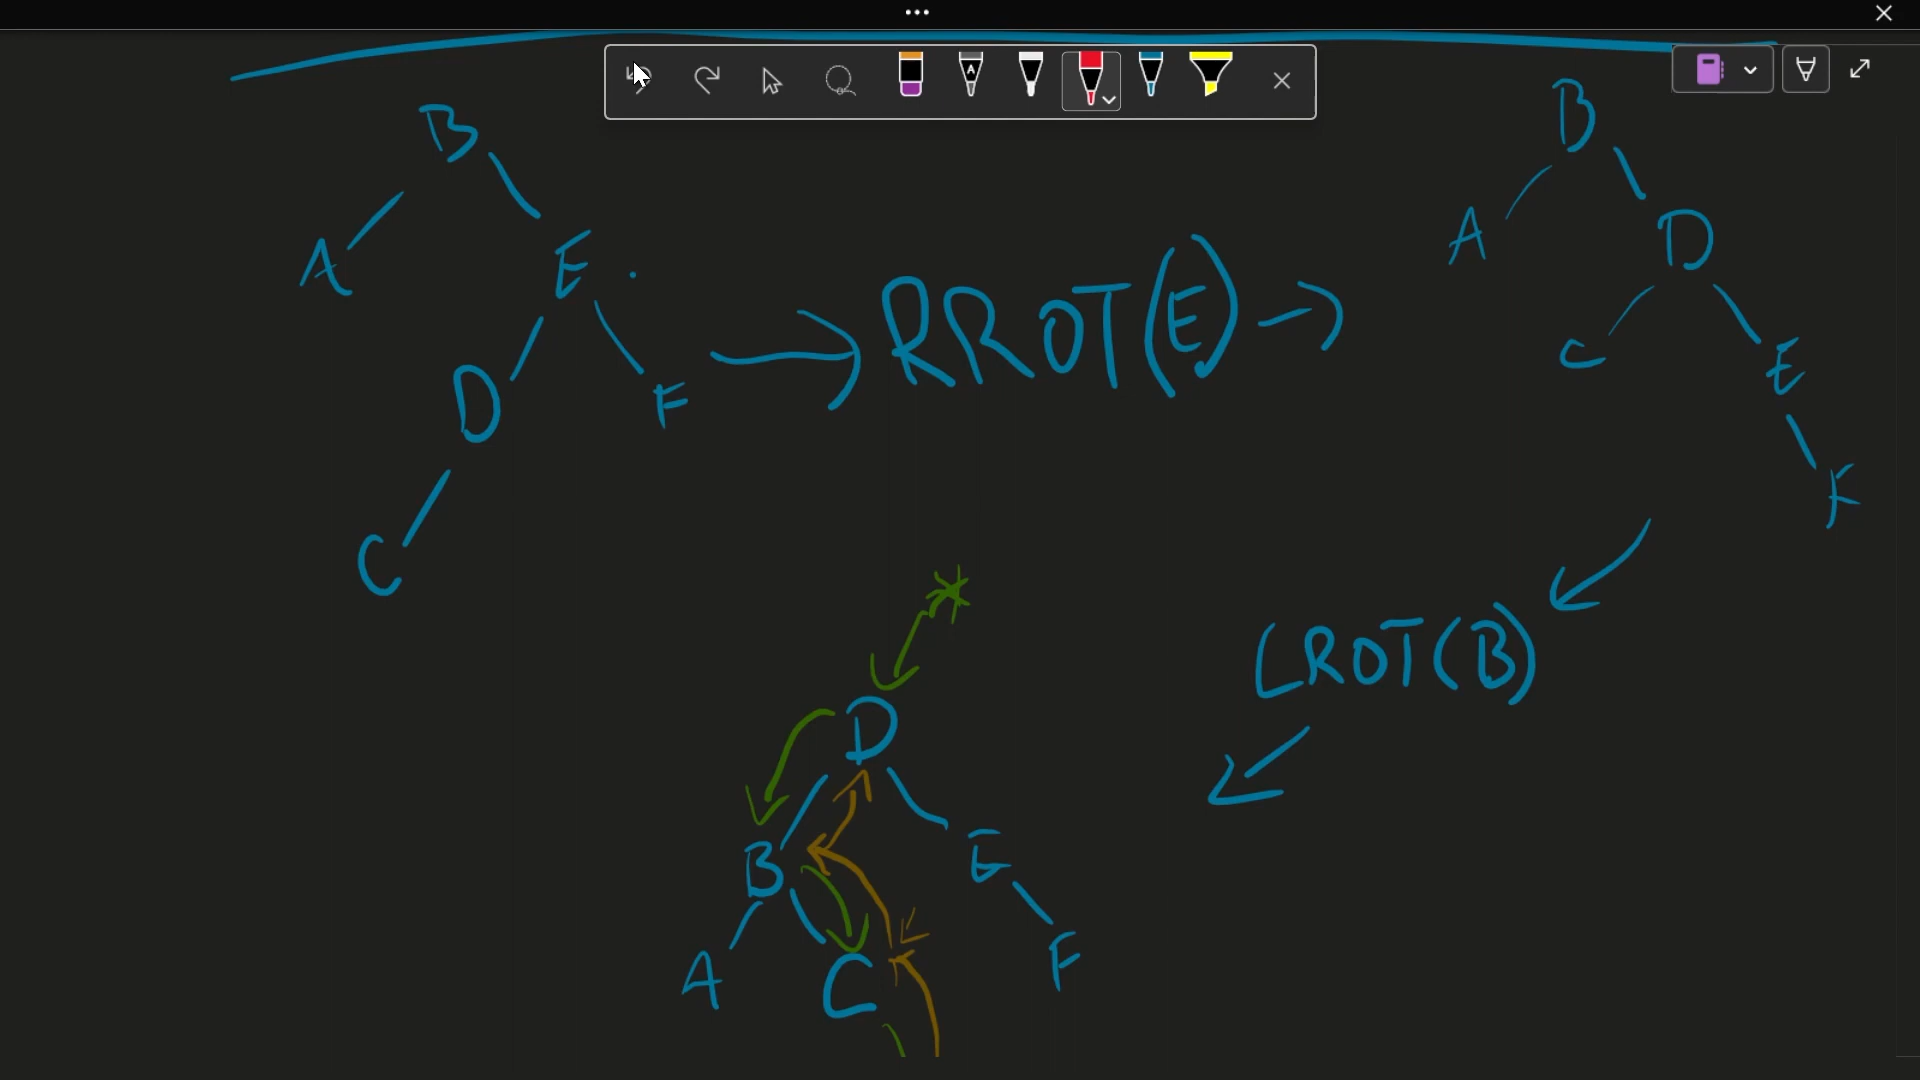 B
A E
D F
C
→ RROT(E) →
B
A D
C E
F
LROT(B)
*
D
B E
A C F